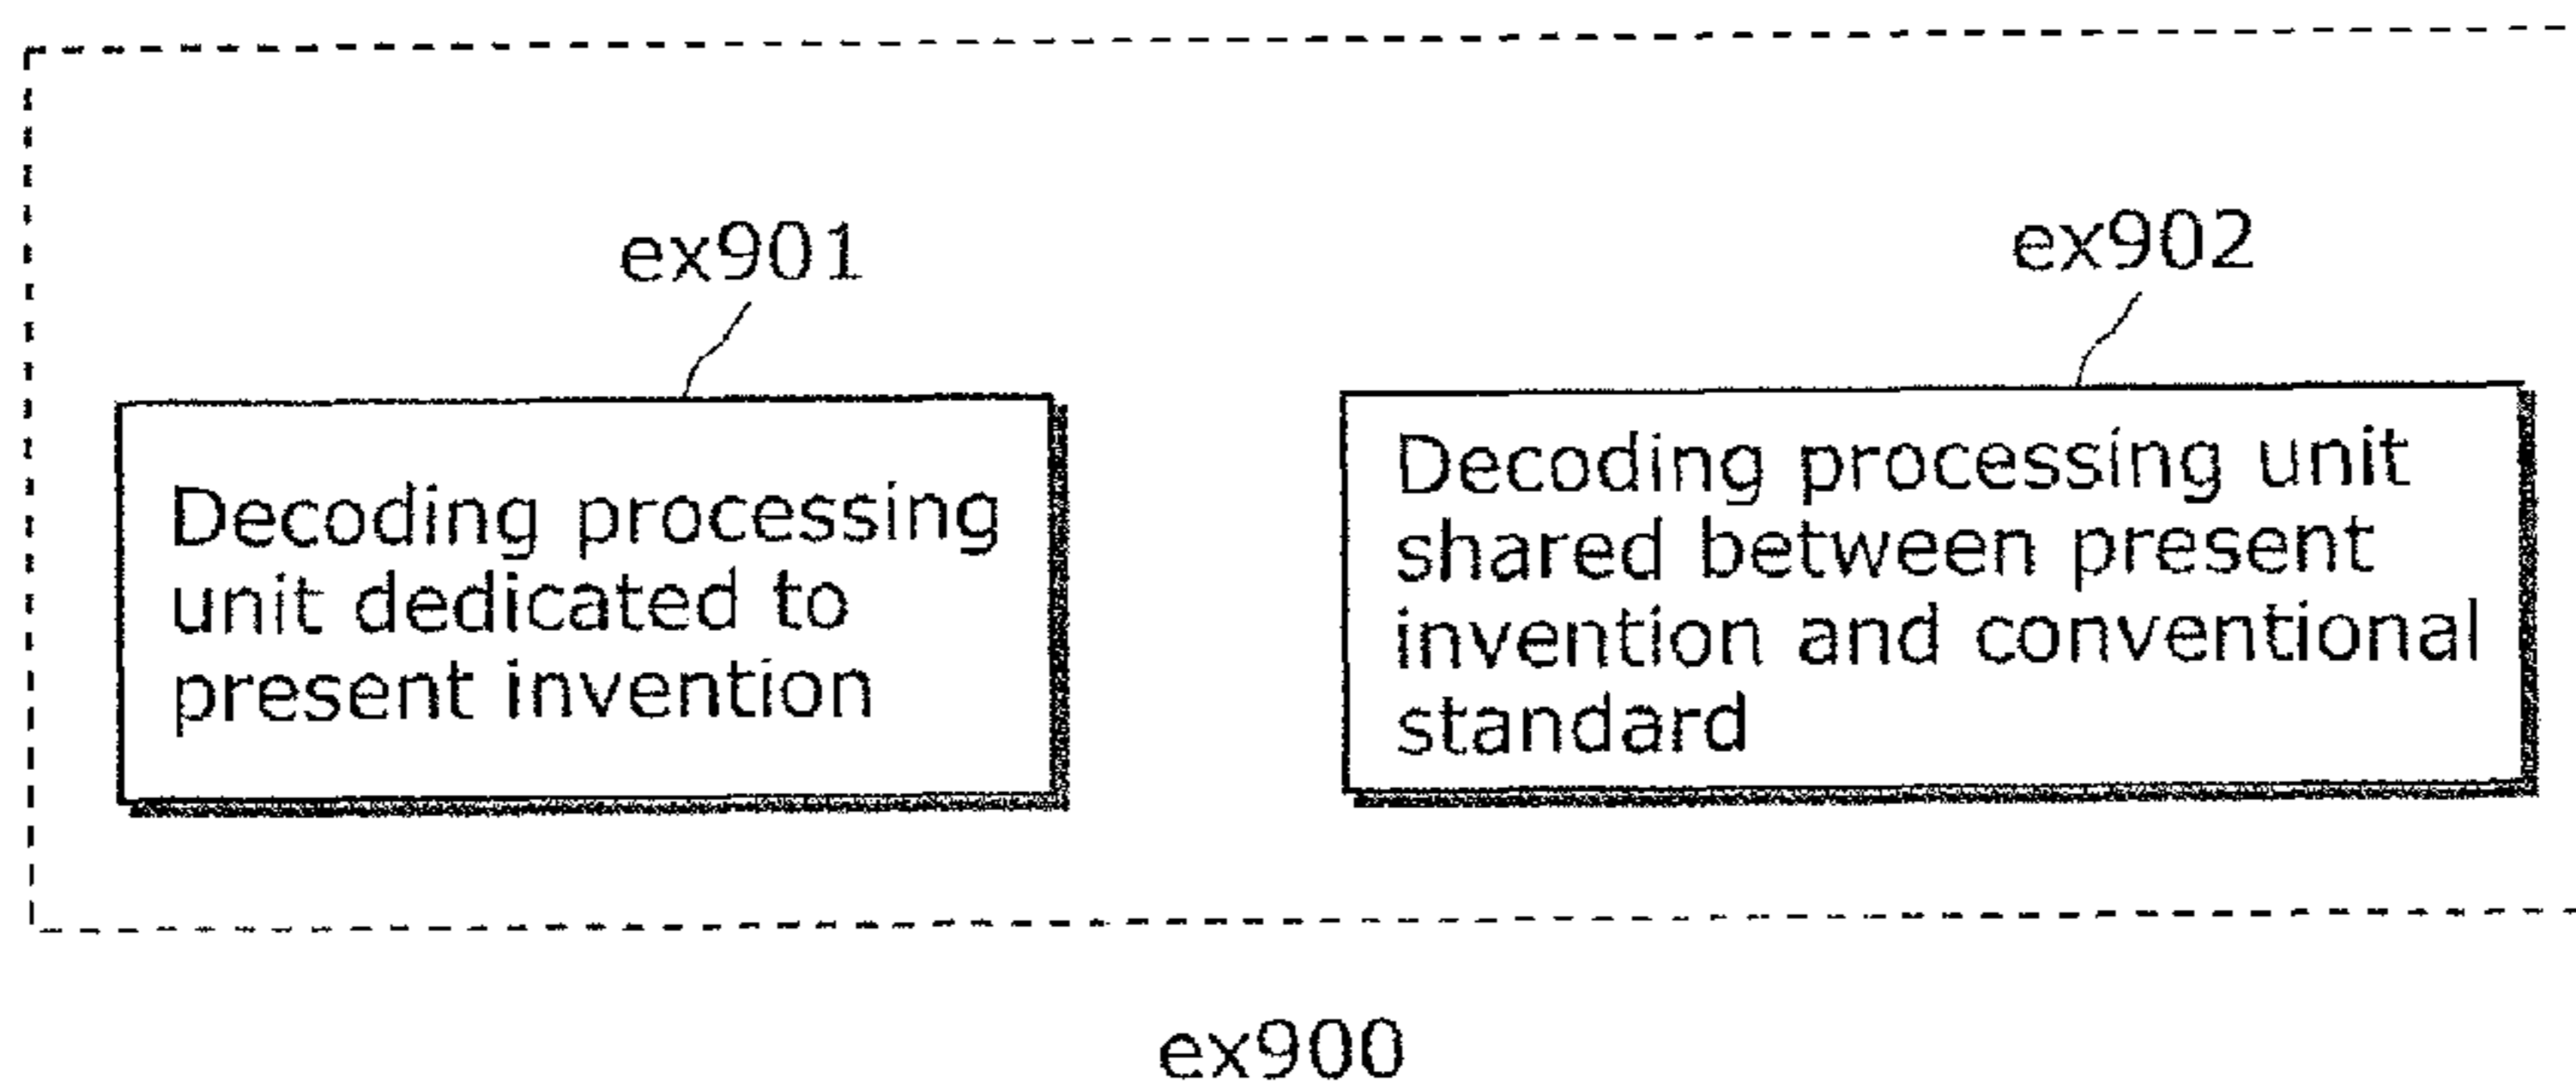 ex901
ex902
Decoding processing
unit dedicated to
present invention
Decoding processing unit
shared between present
invention and conventional
standard
ex900